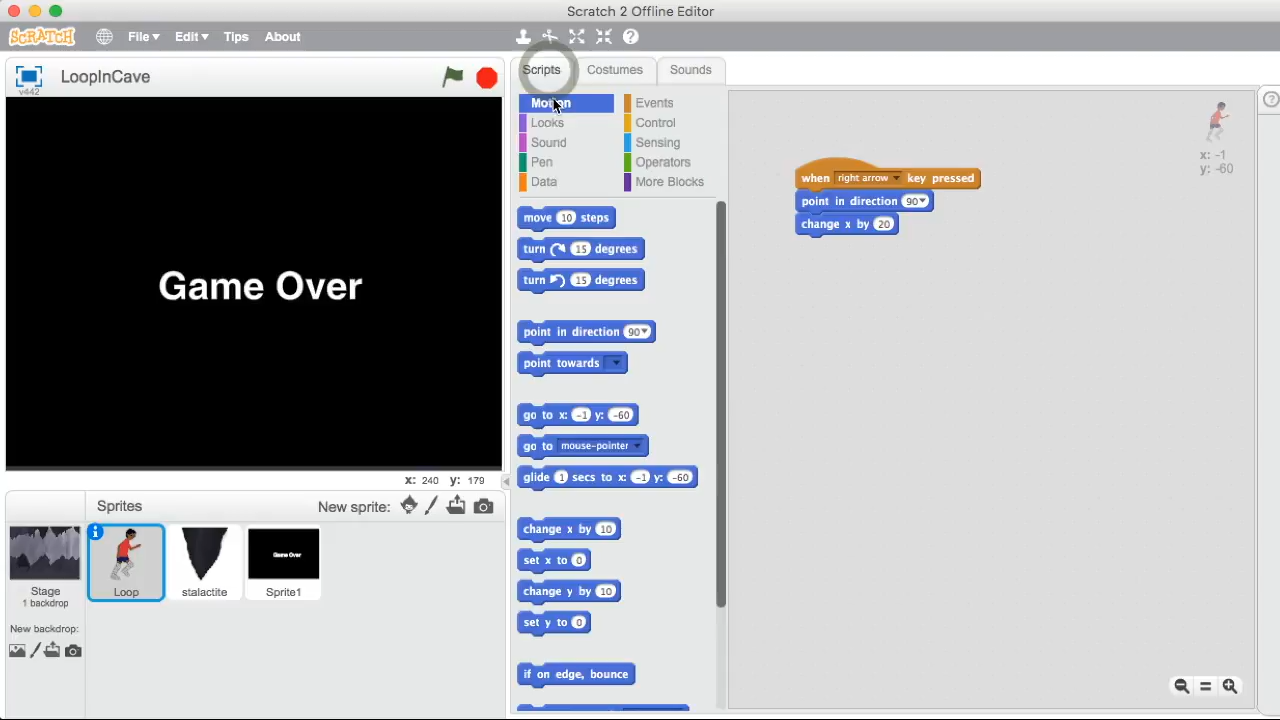 Scratch 2 Offline Editor
SCRATCH File Edit Tips About
LoopInCave
v442
Scripts Costumes Sounds
Motion Events
Looks Control
Sound Sensing
Pen Operators
Data More Blocks
move 10 steps
turn 15 degrees
turn 15 degrees
point in direction 90
point towards
go to x: -1 y: -60
go to mouse-pointer
glide 1 secs to x: -1 y: -60
change x by 10
set x to 0
change y by 10
set y to 0
if on edge, bounce
when right arrow key pressed
point in direction 90
change x by 20
x: -1
y: -60
Game Over
x: 240 y: 179
Sprites New sprite:
Stage
1 backdrop
New backdrop:
Loop
stalactite
Game Over
Sprite1